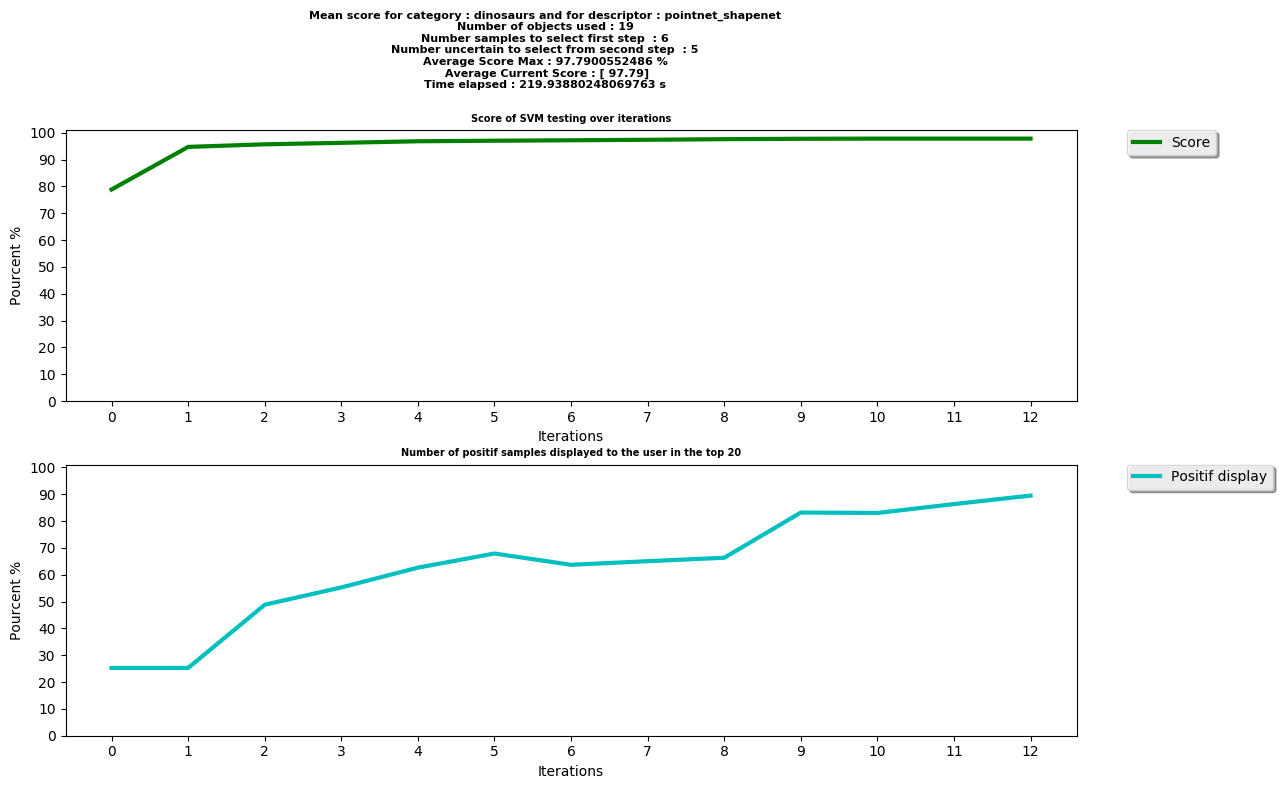 Mean score for category : dinosaurs and for descriptor : pointnet_shapenet
Number of objects used : 19
Number samples to select first step  : 6
Number uncertain to select from second step  : 5
Average Score Max : 97.7900552486 %
Average Current Score : [ 97.79]
Time elapsed : 219.93880248069763 s
Score of SVM testing over iterations
Score
100
90
80
70
60
50
40
30
20
10
0
Pourcent %
0 1 2 3 4 5 6 7 8 9 10 11 12
Iterations
Number of positif samples displayed to the user in the top 20
Positif display
100
90
80
70
60
50
40
30
20
10
0
Pourcent %
0 1 2 3 4 5 6 7 8 9 10 11 12
Iterations